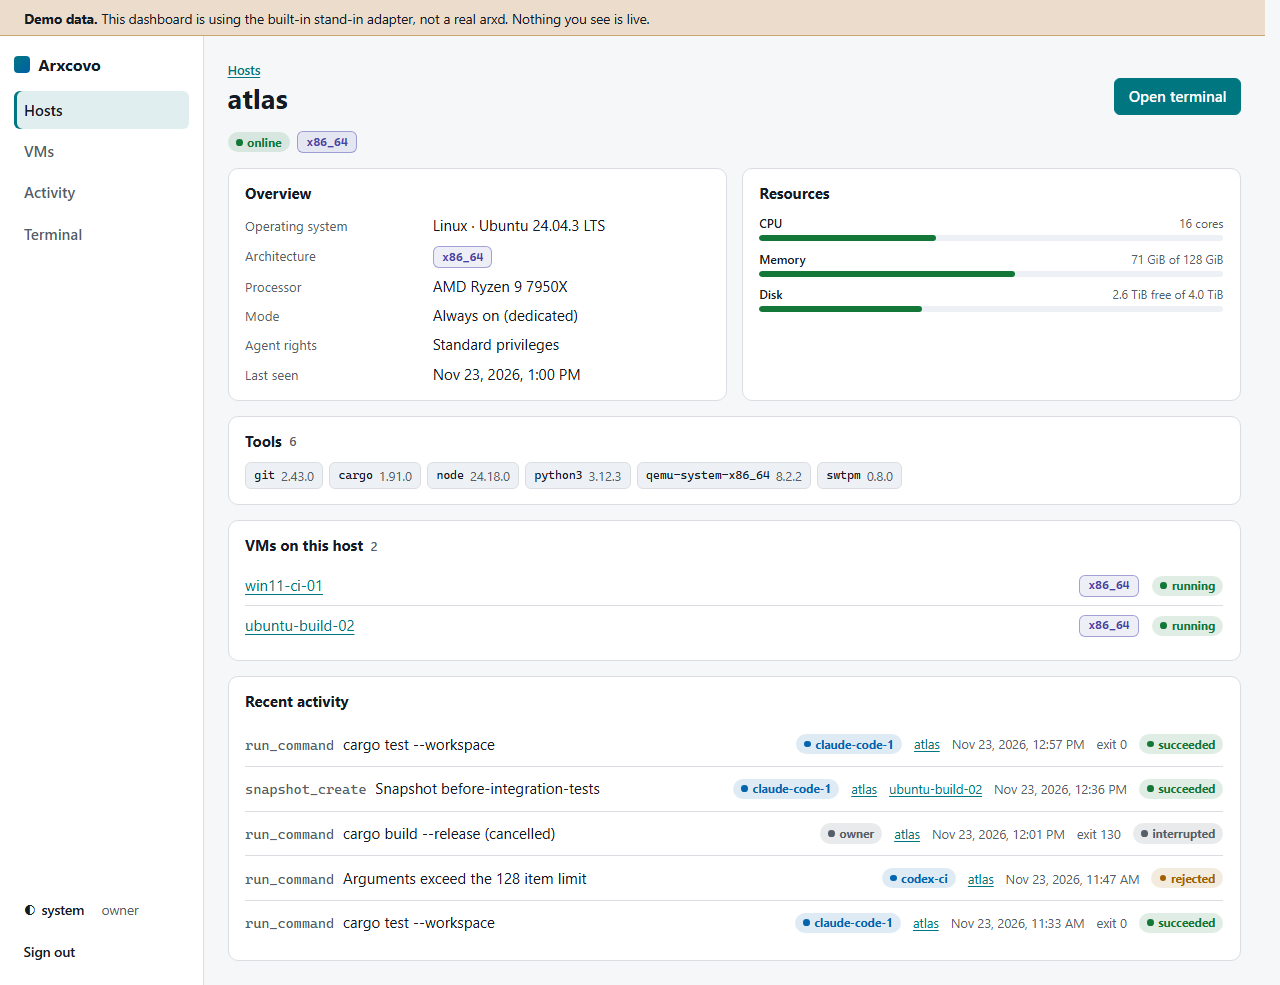 Demo data. This dashboard is using the built-in stand-in adapter, not a real arxd. Nothing you see is live.
Arxcovo
Hosts
VMs
Activity
Terminal
system owner
Sign out
Hosts
atlas
Open terminal
online x86_64
Overview
Operating system Linux · Ubuntu 24.04.3 LTS
Architecture x86_64
Processor AMD Ryzen 9 7950X
Mode Always on (dedicated)
Agent rights Standard privileges
Last seen Nov 23, 2026, 1:00 PM
Resources
CPU 16 cores
Memory 71 GiB of 128 GiB
Disk 2.6 TiB free of 4.0 TiB
Tools 6
git 2.43.0 cargo 1.91.0 node 24.18.0 python3 3.12.3 qemu-system-x86_64 8.2.2 swtpm 0.8.0
VMs on this host 2
win11-ci-01 x86_64 running
ubuntu-build-02 x86_64 running
Recent activity
run_command cargo test --workspace claude-code-1 atlas Nov 23, 2026, 12:57 PM exit 0 succeeded
snapshot_create Snapshot before-integration-tests claude-code-1 atlas ubuntu-build-02 Nov 23, 2026, 12:36 PM succeeded
run_command cargo build --release (cancelled) owner atlas Nov 23, 2026, 12:01 PM exit 130 interrupted
run_command Arguments exceed the 128 item limit codex-ci atlas Nov 23, 2026, 11:47 AM rejected
run_command cargo test --workspace claude-code-1 atlas Nov 23, 2026, 11:33 AM exit 0 succeeded